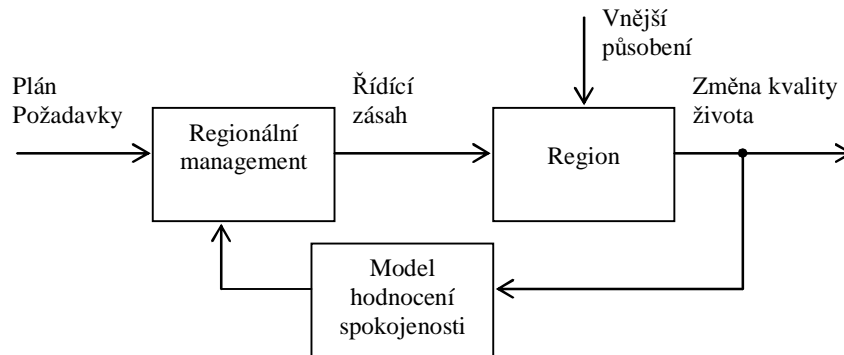 Vnější
působení
Plán
Požadavky
Řídící
zásah
Změna kvality
života
Regionální
management
Region
Model
hodnocení
spokojenosti